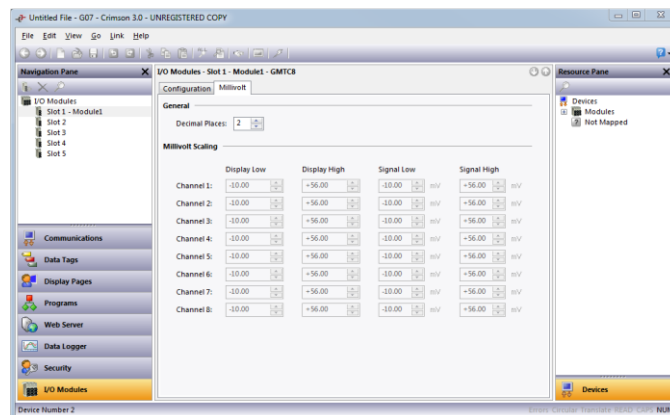 Untitled File - G07 - Crimson 3.0 - UNREGISTERED COPY
File Edit View Go Link Help
Navigation Pane
I/O Modules
Slot 1 - Module1
Slot 2
Slot 3
Slot 4
Slot 5
Communications
Data Tags
Display Pages
Programs
Web Server
Data Logger
Security
I/O Modules
I/O Modules - Slot 1 - Module1 - GMTC8
Configuration Millivolt
General
Decimal Places: 2
Millivolt Scaling
Display Low Display High Signal Low Signal High
Channel 1: -10.00 +56.00 -10.00 mV +56.00 mV
Channel 2: -10.00 +56.00 -10.00 mV +56.00 mV
Channel 3: -10.00 +56.00 -10.00 mV +56.00 mV
Channel 4: -10.00 +56.00 -10.00 mV +56.00 mV
Channel 5: -10.00 +56.00 -10.00 mV +56.00 mV
Channel 6: -10.00 +56.00 -10.00 mV +56.00 mV
Channel 7: -10.00 +56.00 -10.00 mV +56.00 mV
Channel 8: -10.00 +56.00 -10.00 mV +56.00 mV
Resource Pane
Devices
Modules
Not Mapped
Devices
Device Number 2
Errors Circular Translate READ CAPS NUM